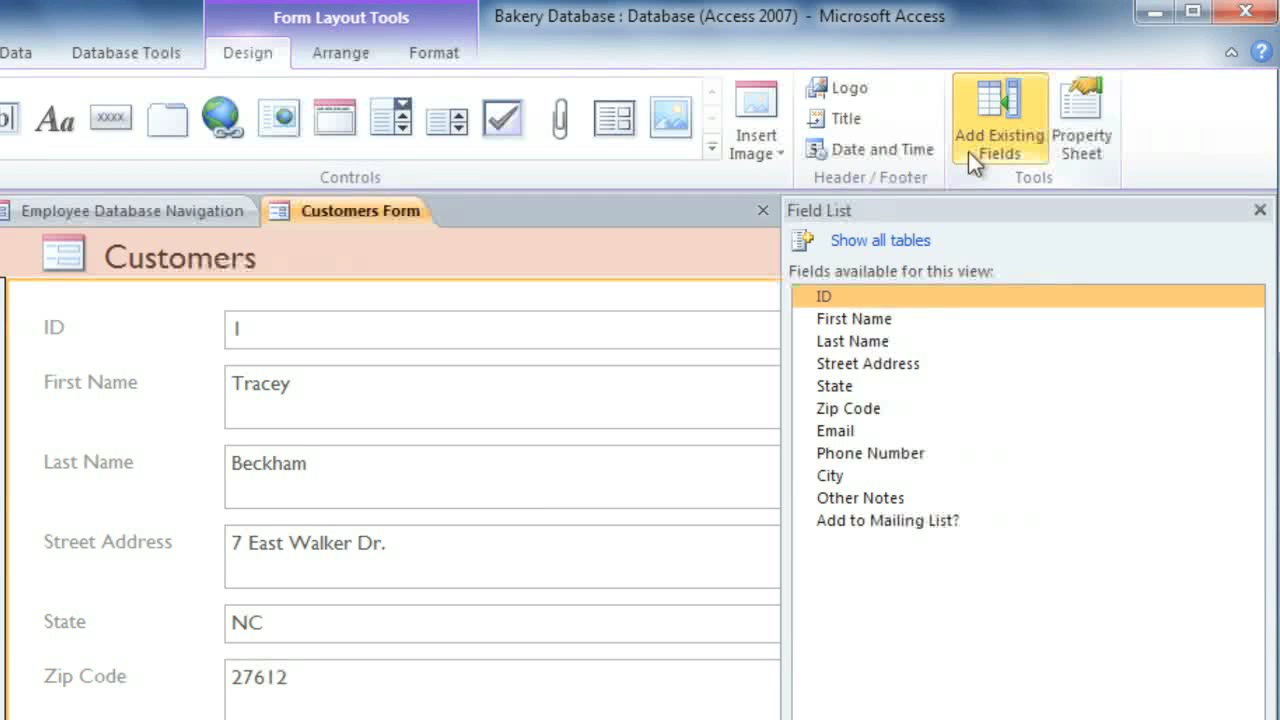 Form Layout Tools
Bakery Database : Database (Access 2007) - Microsoft Access
Data
Database Tools
Design
Arrange
Format
b|
Aa
XXXX
Insert
Image
Logo
Title
Date and Time
Add Existing
Fields
Property
Sheet
Controls
Header / Footer
Tools
Employee Database Navigation
Customers Form
Customers
ID
1
First Name
Tracey
Last Name
Beckham
Street Address
7 East Walker Dr.
State
NC
Zip Code
27612
Field List
Show all tables
Fields available for this view:
ID
First Name
Last Name
Street Address
State
Zip Code
Email
Phone Number
City
Other Notes
Add to Mailing List?